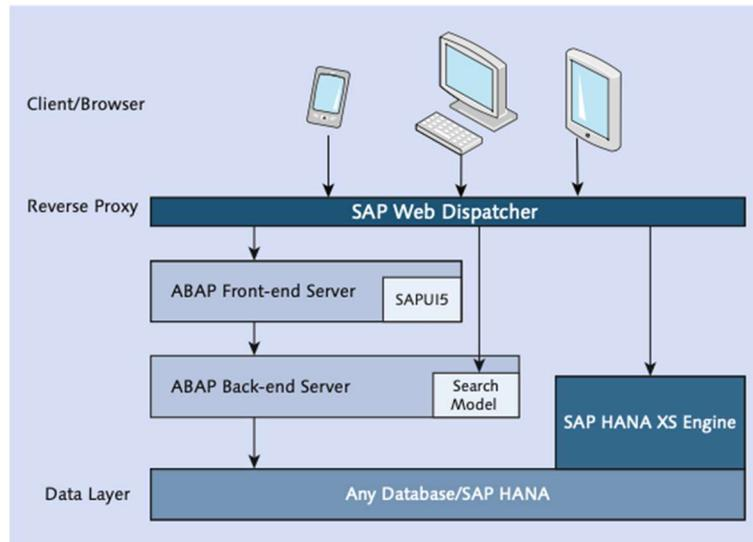 Client/Browser
Reverse Proxy
SAP Web Dispatcher
ABAP Front-end Server
SAPUI5
ABAP Back-end Server
Search
Model
SAP HANA XS Engine
Data Layer
Any Database/SAP HANA